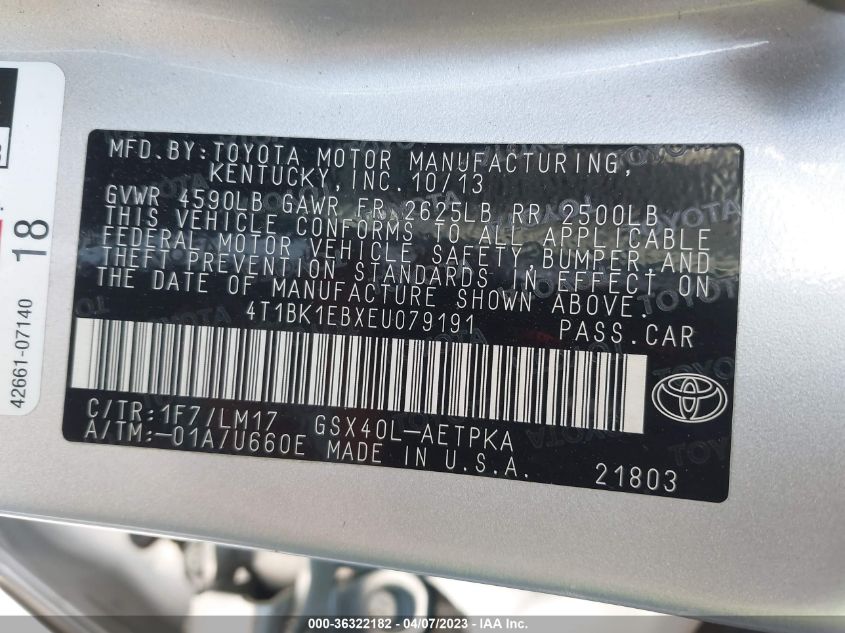 MFD.BY:TOYOTA MOTOR MANUFACTURING,
KENTUCKY, INC. 10/13
GVWR 4590LB GAWR FR 2625LB RR 2500LB
THIS VEHICLE CONFORMS TO ALL APPLICABLE
FEDERAL MOTOR VEHICLE SAFETY BUMPER,AND
THEFT PREVENTION STANDARDS IN EFFECT ON
THE DATE OF MANUFACTURE SHOWN ABOVE.
4T1BK1EBXEU079191 PASS.CAR
C/TR:1F7/LM17 GSX40L-AETPKA
A/TM:-01A/U660E MADE IN U.S.A. 21803
42661-07140 18
000-36322182 - 04/07/2023 - IAA Inc.